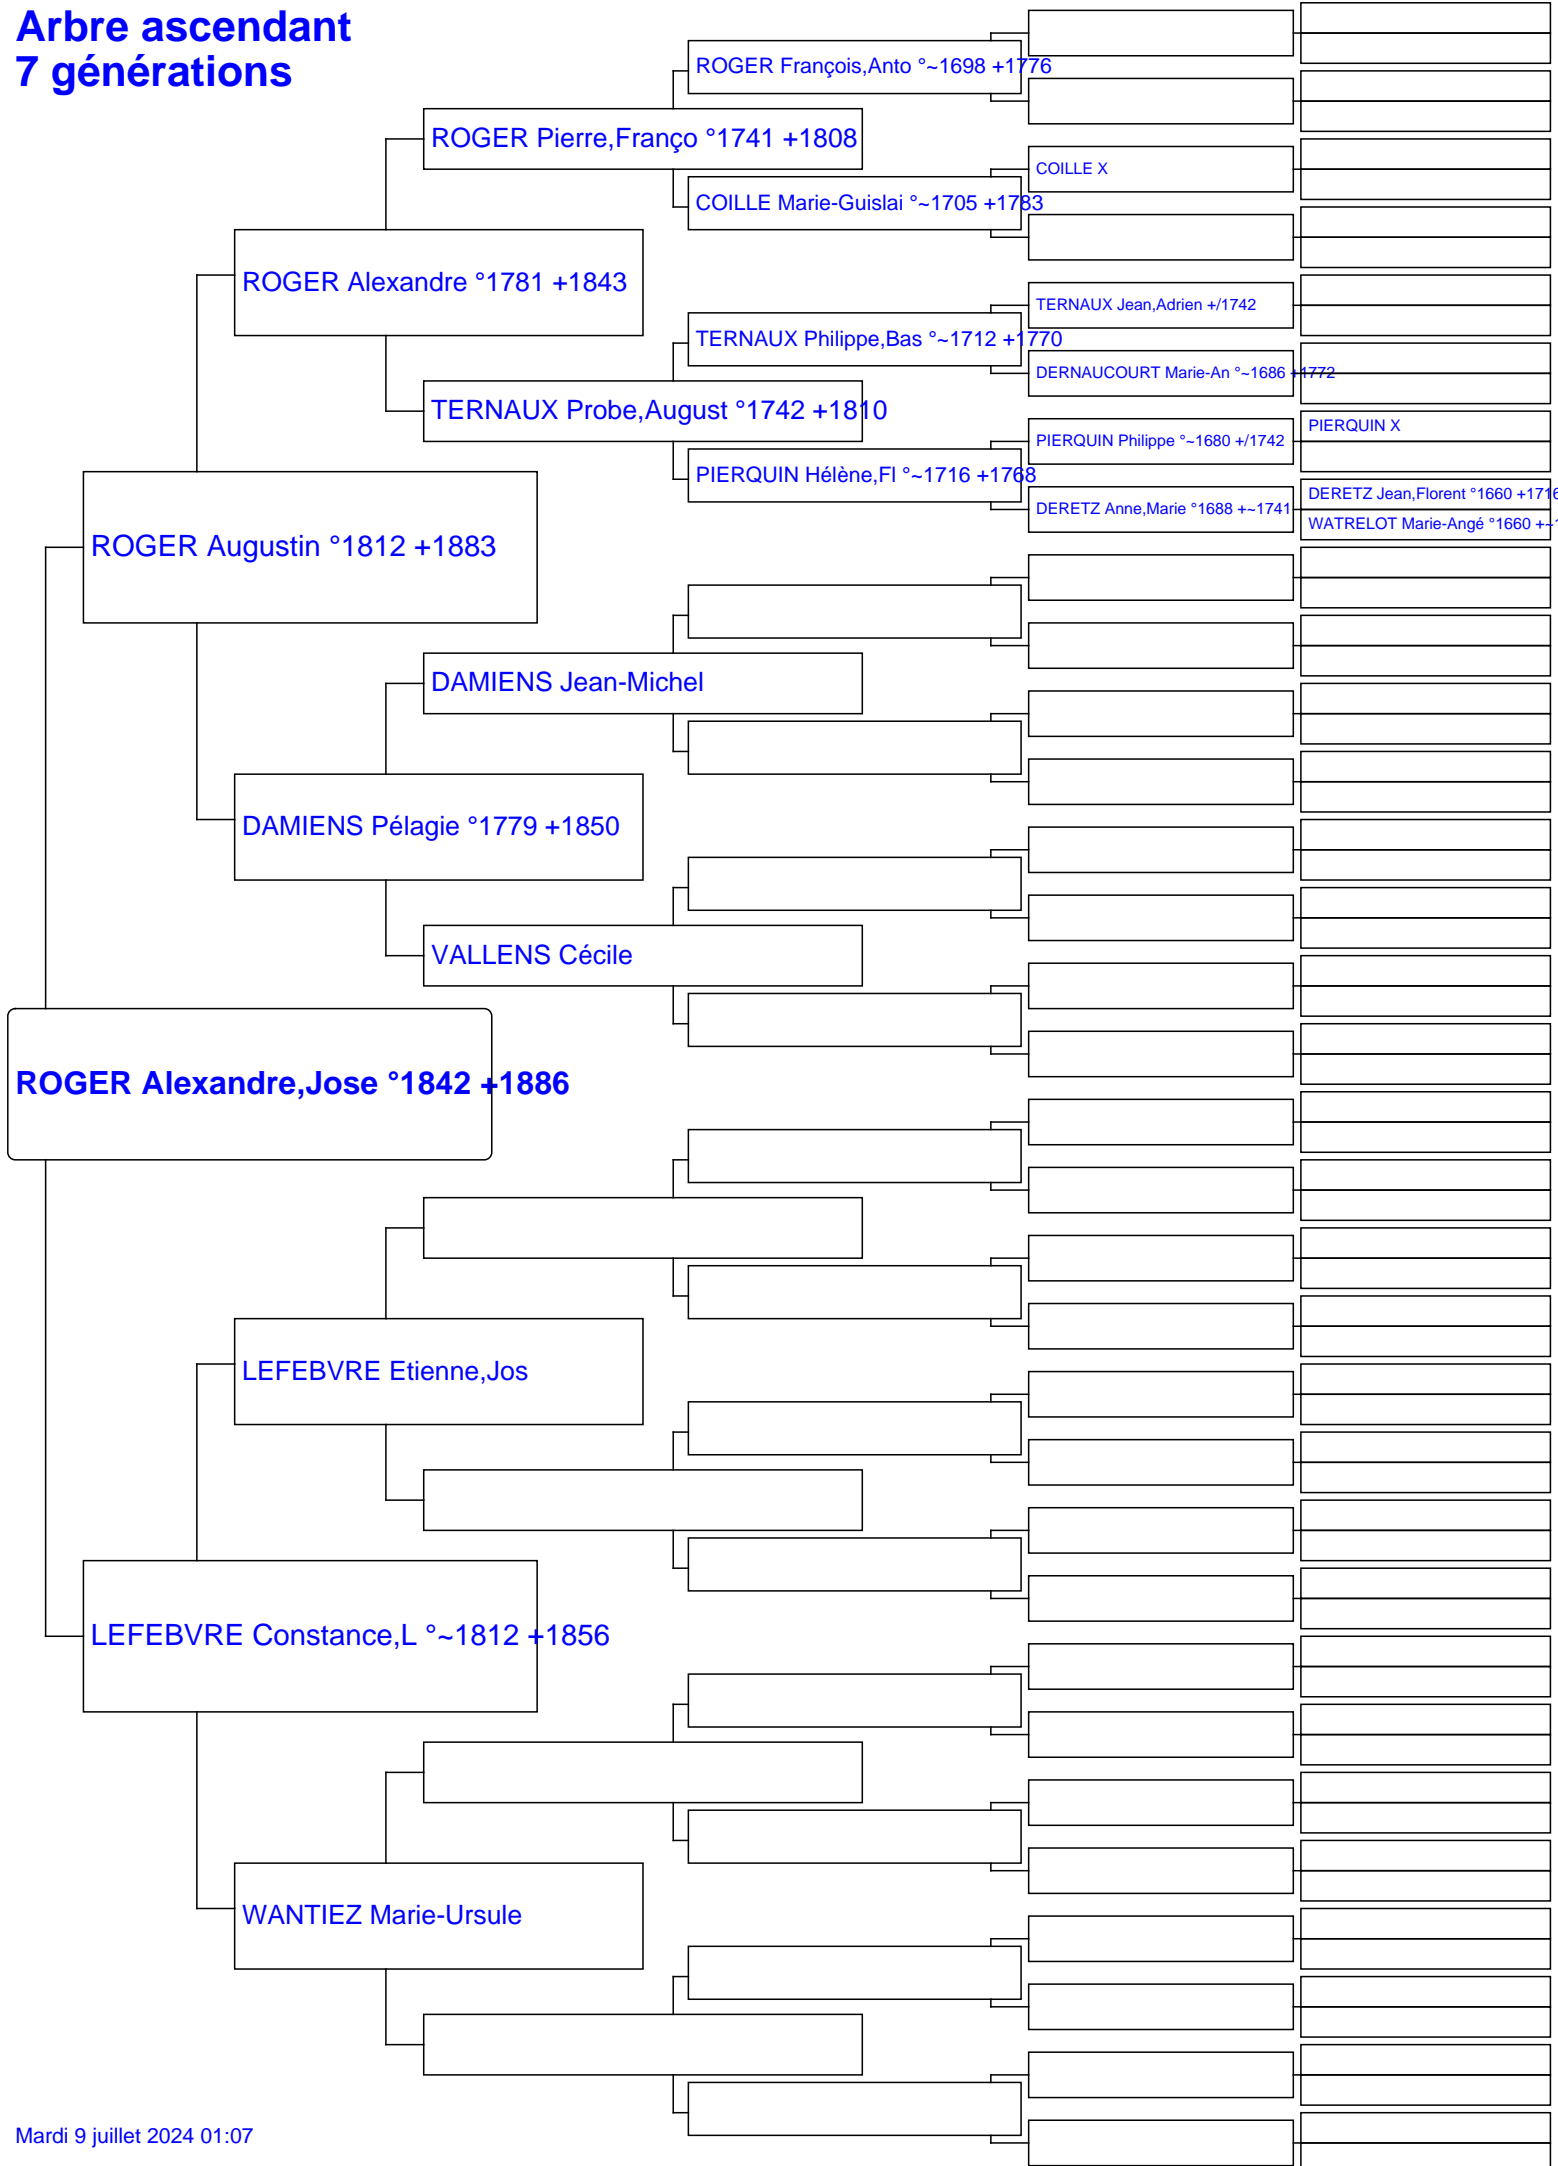 Arbre ascendant
7 générations
ROGER François,Anto °~1698 +1776
ROGER Pierre,Franço °1741 +1808
COILLE X
COILLE Marie-Guislai °~1705 +1783
ROGER Alexandre °1781 +1843
TERNAUX Jean,Adrien +/1742
TERNAUX Philippe,Bas °~1712 +1770
DERNAUCOURT Marie-An °~1686 +1772
TERNAUX Probe,August °1742 +1810
PIERQUIN X
PIERQUIN Philippe °~1680 +/1742
PIERQUIN Hélène,Fl °~1716 +1768
DERETZ Jean,Florent °1660 +1716
DERETZ Anne,Marie °1688 +~1741
WATRELOT Marie-Angé °1660 +~1
ROGER Augustin °1812 +1883
DAMIENS Jean-Michel
DAMIENS Pélagie °1779 +1850
VALLENS Cécile
ROGER Alexandre,Jose °1842 +1886
LEFEBVRE Etienne,Jos
LEFEBVRE Constance,L °~1812 +1856
WANTIEZ Marie-Ursule
Mardi 9 juillet 2024 01:07